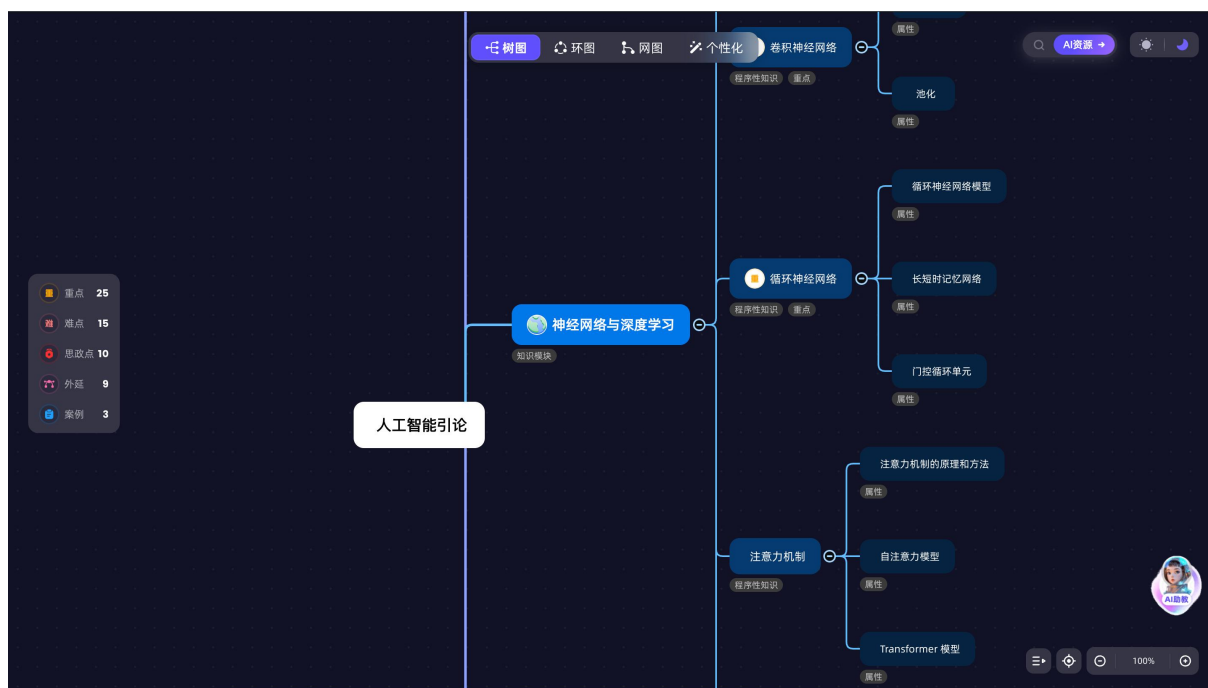 树图
环图
网图
个性化
卷积神经网络
程序性知识
重点
属性
AI资源
池化
属性
循环神经网络模型
属性
循环神经网络
程序性知识
重点
长短时记忆网络
属性
门控循环单元
属性
重 重点 25
难 难点 15
思政点 10
外延 9
案例 3
神经网络与深度学习
知识模块
人工智能引论
注意力机制的原理和方法
属性
注意力机制
程序性知识
自注意力模型
属性
Transformer 模型
属性
AI助教
100%